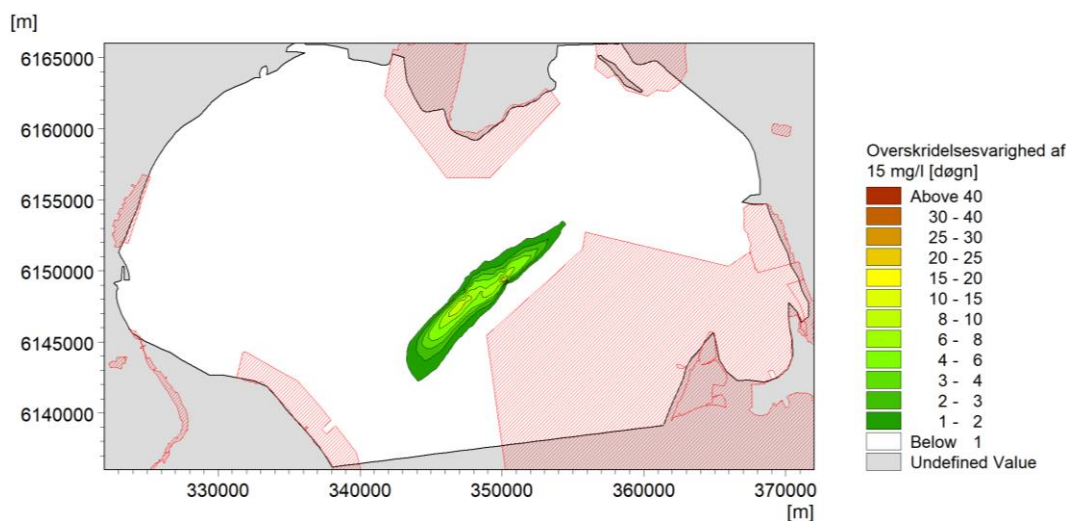 [m]
6165000
6160000
6155000
6150000
6145000
6140000
330000 340000 350000 360000 370000
[m]
Overskridelsesvarighed af
15 mg/l [døgn]
Above 40
30 - 40
25 - 30
20 - 25
15 - 20
10 - 15
8 - 10
6 - 8
4 - 6
3 - 4
2 - 3
1 - 2
Below 1
Undefined Value